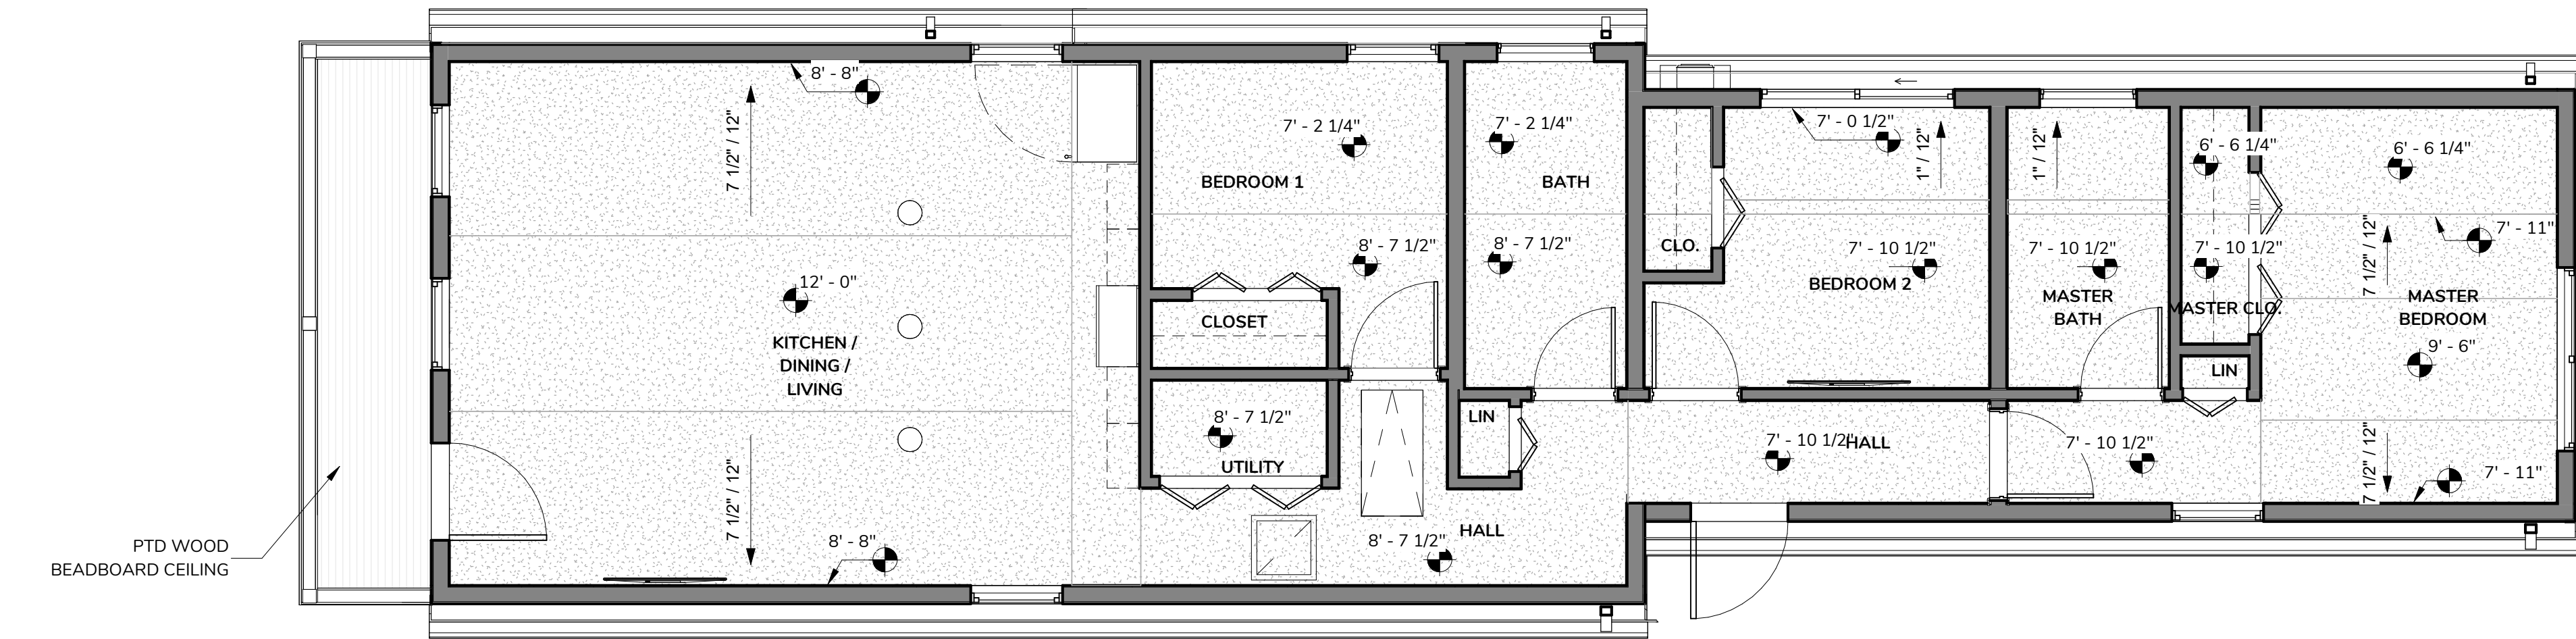 8' - 8"
7 1/2" / 12"
12' - 0"
KITCHEN /
DINING /
LIVING
7 1/2" / 12"
8' - 8"
PTD WOOD
BEADBOARD CEILING
7' - 2 1/4"
BEDROOM 1
8' - 7 1/2"
CLOSET
8' - 7 1/2"
UTILITY
7' - 2 1/4"
BATH
8' - 7 1/2"
LIN
HALL
8' - 7 1/2"
CLO.
7' - 0 1/2"
1" / 12"
7' - 10 1/2"
BEDROOM 2
7' - 10 1/2"
HALL
1" / 12"
7' - 10 1/2"
MASTER
BATH
7' - 10 1/2"
6' - 6 1/4"
7' - 10 1/2"
MASTER CLO.
LIN
6' - 6 1/4"
7' - 11"
7 1/2" / 12"
MASTER
BEDROOM
9' - 6"
7 1/2" / 12"
7' - 11"